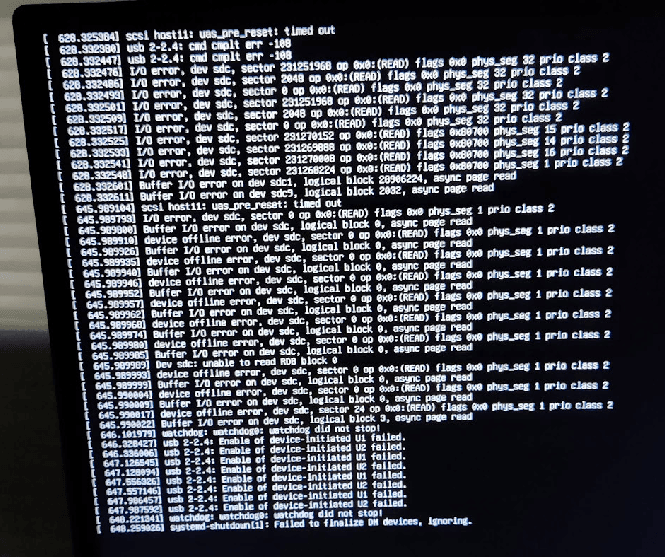 [ 628.325384] scsi host11: uas_pre_reset: timed out
[ 628.332380] usb 2-2.4: cmd cmplt err -108
[ 628.332447] usb 2-2.4: cmd cmplt err -108
[ 628.332476] I/O error, dev sdc, sector 231251968 op 0x0:(READ) flags 0x0 phys_seg 32 prio class 2
[ 628.332486] I/O error, dev sdc, sector 2048 op 0x0:(READ) flags 0x0 phys_seg 32 prio class 2
[ 628.332493] I/O error, dev sdc, sector 0 op 0x0:(READ) flags 0x0 phys_seg 32 prio class 2
[ 628.332501] I/O error, dev sdc, sector 231251968 op 0x0:(READ) flags 0x0 phys_seg 32 prio class 2
[ 628.332509] I/O error, dev sdc, sector 2048 op 0x0:(READ) flags 0x0 phys_seg 32 prio class 2
[ 628.332517] I/O error, dev sdc, sector 0 op 0x0:(READ) flags 0x0 phys_seg 32 prio class 2
[ 628.332525] I/O error, dev sdc, sector 231270152 op 0x0:(READ) flags 0x80700 phys_seg 15 prio class 2
[ 628.332533] I/O error, dev sdc, sector 231269888 op 0x0:(READ) flags 0x80700 phys_seg 14 prio class 2
[ 628.332541] I/O error, dev sdc, sector 231270008 op 0x0:(READ) flags 0x80700 phys_seg 16 prio class 2
[ 628.332548] I/O error, dev sdc, sector 231268224 op 0x0:(READ) flags 0x80700 phys_seg 1 prio class 2
[ 628.332601] Buffer I/O error on dev sdc1, logical block 28906224, async page read
[ 628.332611] Buffer I/O error on dev sdc9, logical block 2032, async page read
[ 645.989104] scsi host11: uas_pre_reset: timed out
[ 645.989793] I/O error, dev sdc, sector 0 op 0x0:(READ) flags 0x0 phys_seg 1 prio class 2
[ 645.989800] Buffer I/O error on dev sdc, logical block 0, async page read
[ 645.989910] device offline error, dev sdc, sector 0 op 0x0:(READ) flags 0x0 phys_seg 1 prio class 2
[ 645.989926] Buffer I/O error on dev sdc, logical block 0, async page read
[ 645.989935] device offline error, dev sdc, sector 0 op 0x0:(READ) flags 0x0 phys_seg 1 prio class 2
[ 645.989940] Buffer I/O error on dev sdc, logical block 0, async page read
[ 645.989946] device offline error, dev sdc, sector 0 op 0x0:(READ) flags 0x0 phys_seg 1 prio class 2
[ 645.989952] Buffer I/O error on dev sdc, logical block 0, async page read
[ 645.989957] device offline error, dev sdc, sector 0 op 0x0:(READ) flags 0x0 phys_seg 1 prio class 2
[ 645.989962] Buffer I/O error on dev sdc, logical block 0, async page read
[ 645.989968] device offline error, dev sdc, sector 0 op 0x0:(READ) flags 0x0 phys_seg 1 prio class 2
[ 645.989974] Buffer I/O error on dev sdc, logical block 0, async page read
[ 645.989980] device offline error, dev sdc, sector 0 op 0x0:(READ) flags 0x0 phys_seg 1 prio class 2
[ 645.989985] Buffer I/O error on dev sdc, logical block 0, async page read
[ 645.989989] Dev sdc: unable to read RDB block 0
[ 645.989993] device offline error, dev sdc, sector 0 op 0x0:(READ) flags 0x0 phys_seg 1 prio class 2
[ 645.989999] Buffer I/O error on dev sdc, logical block 0, async page read
[ 645.990004] device offline error, dev sdc, sector 0 op 0x0:(READ) flags 0x0 phys_seg 1 prio class 2
[ 645.990009] Buffer I/O error on dev sdc, logical block 0, async page read
[ 645.990017] device offline error, dev sdc, sector 24 op 0x0:(READ) flags 0x0 phys_seg 1 prio class 2
[ 645.990022] Buffer I/O error on dev sdc, logical block 3, async page read
[ 646.101979] watchdog: watchdog0: watchdog did not stop!
[ 646.328427] usb 2-2.4: Enable of device-initiated U1 failed.
[ 646.336006] usb 2-2.4: Enable of device-initiated U2 failed.
[ 647.126545] usb 2-2.4: Enable of device-initiated U1 failed.
[ 647.128094] usb 2-2.4: Enable of device-initiated U2 failed.
[ 647.556326] usb 2-2.4: Enable of device-initiated U1 failed.
[ 647.557146] usb 2-2.4: Enable of device-initiated U2 failed.
[ 647.986457] usb 2-2.4: Enable of device-initiated U1 failed.
[ 647.987592] usb 2-2.4: Enable of device-initiated U2 failed.
[ 648.221341] watchdog: watchdog0: watchdog did not stop!
[ 648.259026] systemd-shutdown[1]: Failed to finalize DM devices, ignoring.